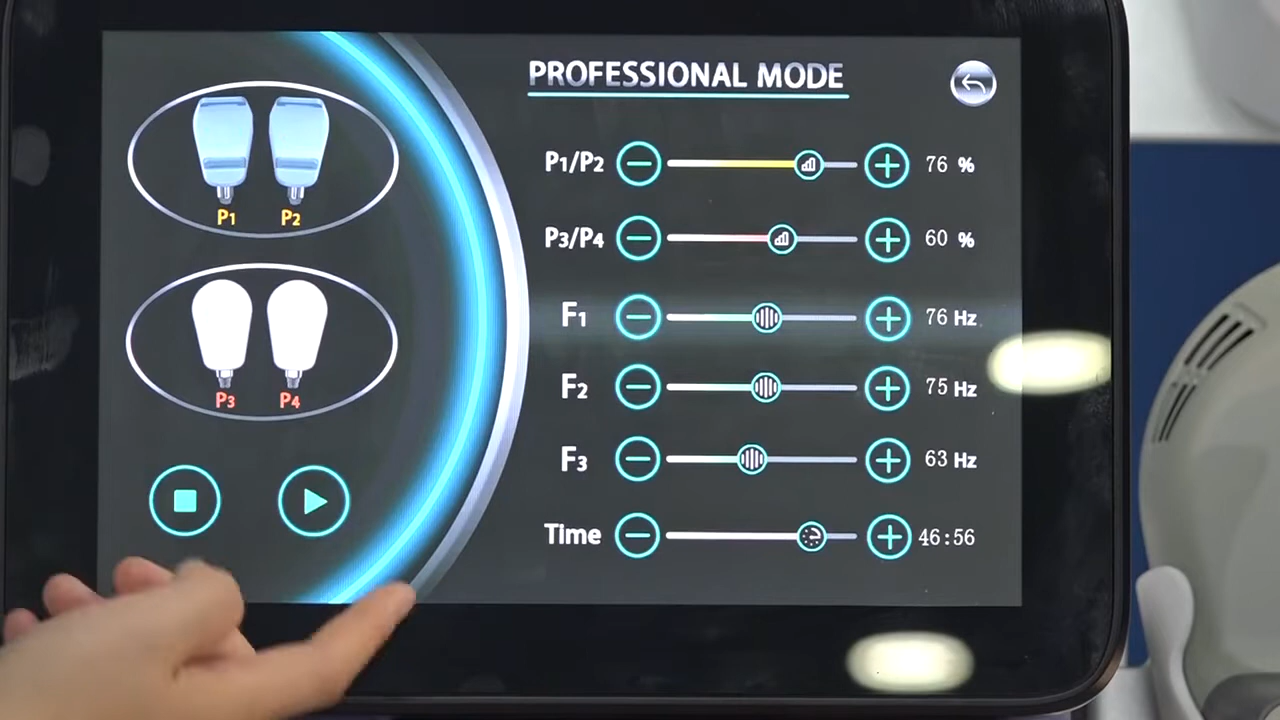 PROFESSIONAL MODE
P1 P2
P3 P4
P1/P2 76 %
P3/P4 60 %
F1 76 Hz
F2 75 Hz
F3 63 Hz
Time 46:56